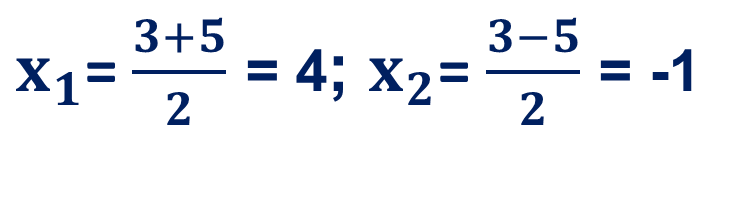 x₁ = (3+5)/2 = 4; x₂ = (3−5)/2 = -1